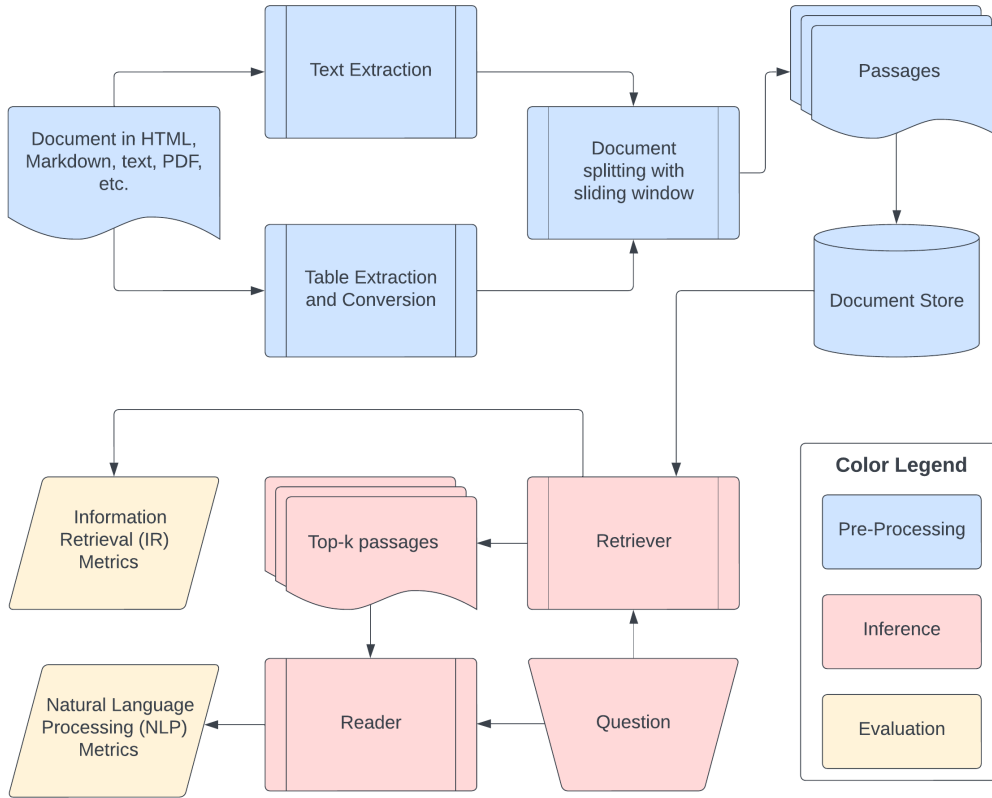 Text Extraction
Passages
Document in HTML,
Markdown, text, PDF,
etc.
Document
splitting with
sliding window
Table Extraction
and Conversion
Document Store
Color Legend
Pre-Processing
Inference
Evaluation
Information
Retrieval (IR)
Metrics
Top-k passages
Retriever
Natural Language
Processing (NLP)
Metrics
Reader
Question